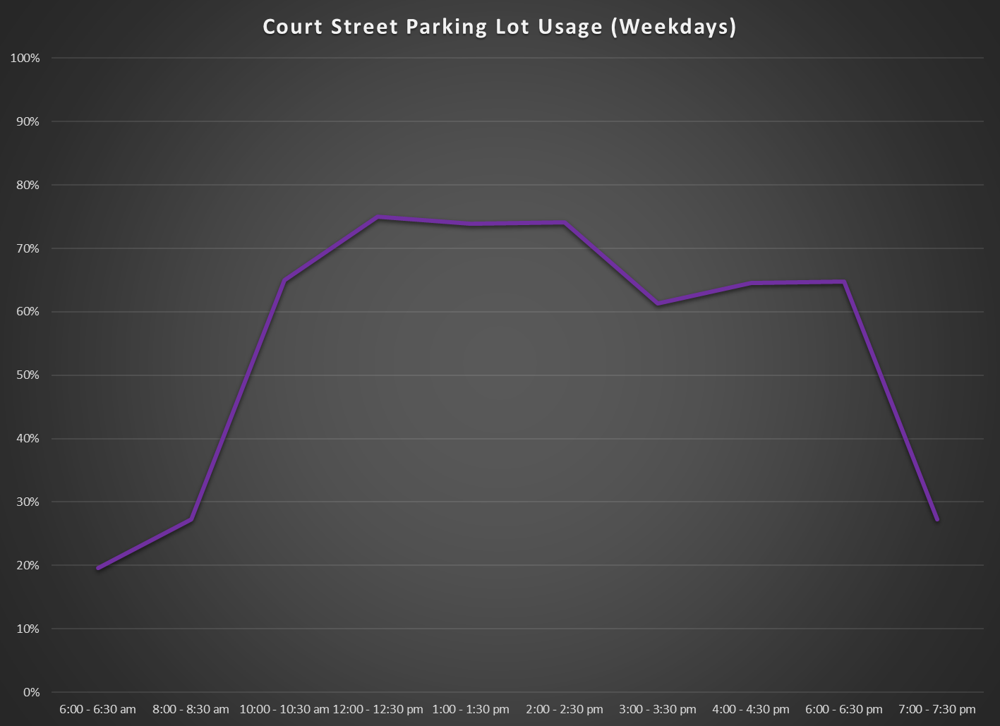 Court Street Parking Lot Usage (Weekdays)
100%
90%
80%
70%
60%
50%
40%
30%
20%
10%
0%
6:00 - 6:30 am
8:00 - 8:30 am
10:00 - 10:30 am
12:00 - 12:30 pm
1:00 - 1:30 pm
2:00 - 2:30 pm
3:00 - 3:30 pm
4:00 - 4:30 pm
6:00 - 6:30 pm
7:00 - 7:30 pm